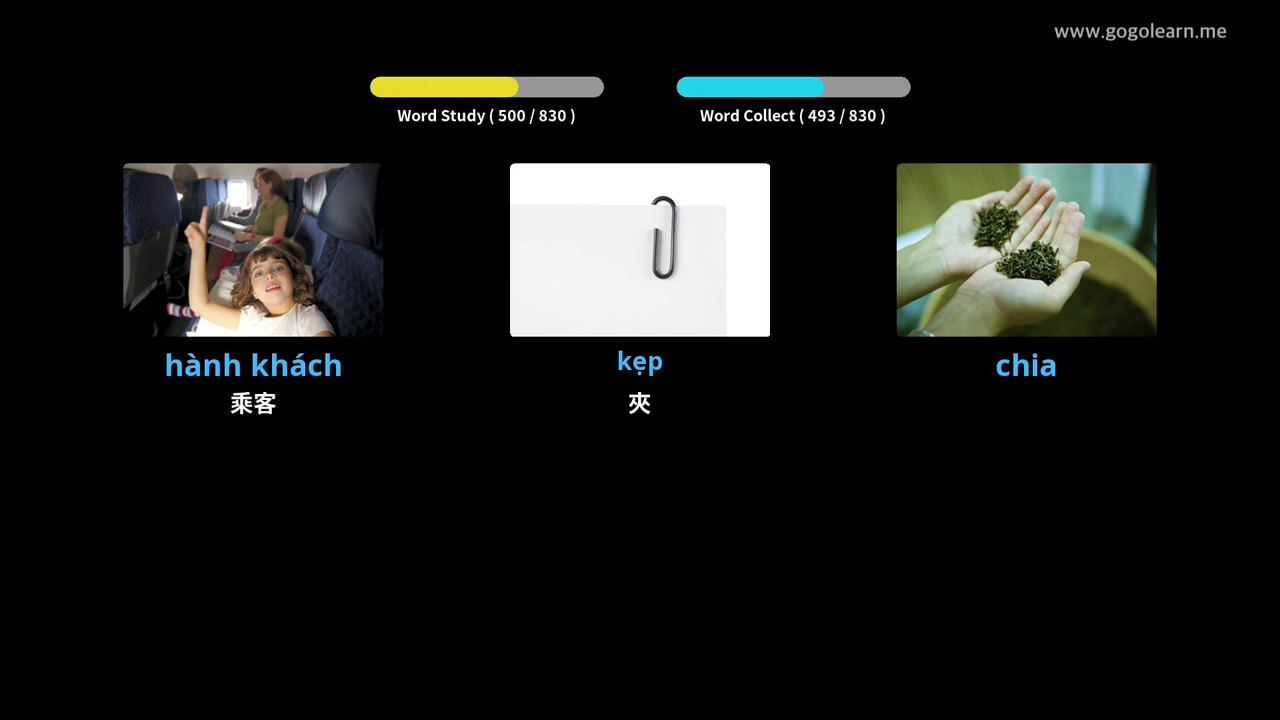 www.gogolearn.me
Word Study ( 500 / 830 )
Word Collect ( 493 / 830 )
hành khách
乘客
kẹp
夾
chia